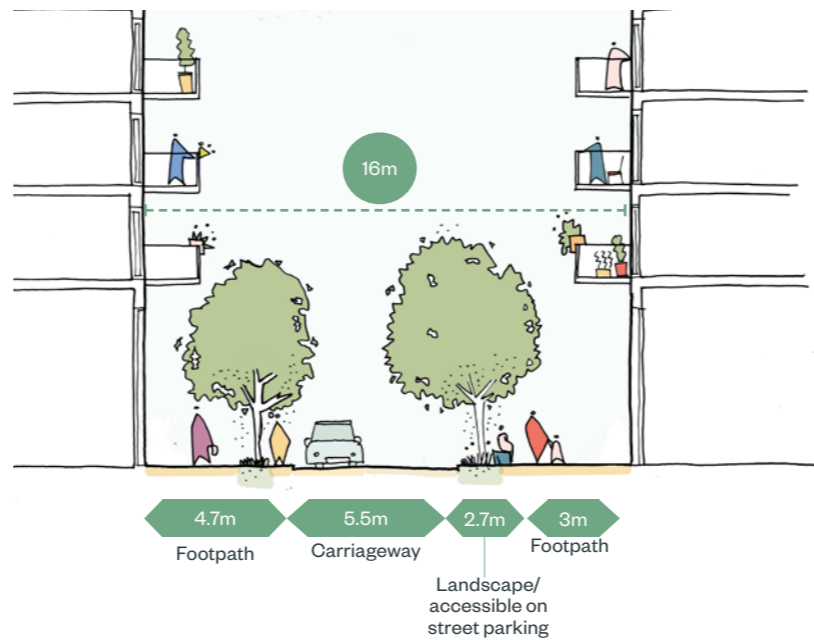 16m
4.7m
5.5m
2.7m
3m
Footpath
Carriageway
Footpath
Landscape/
accessible on
street parking